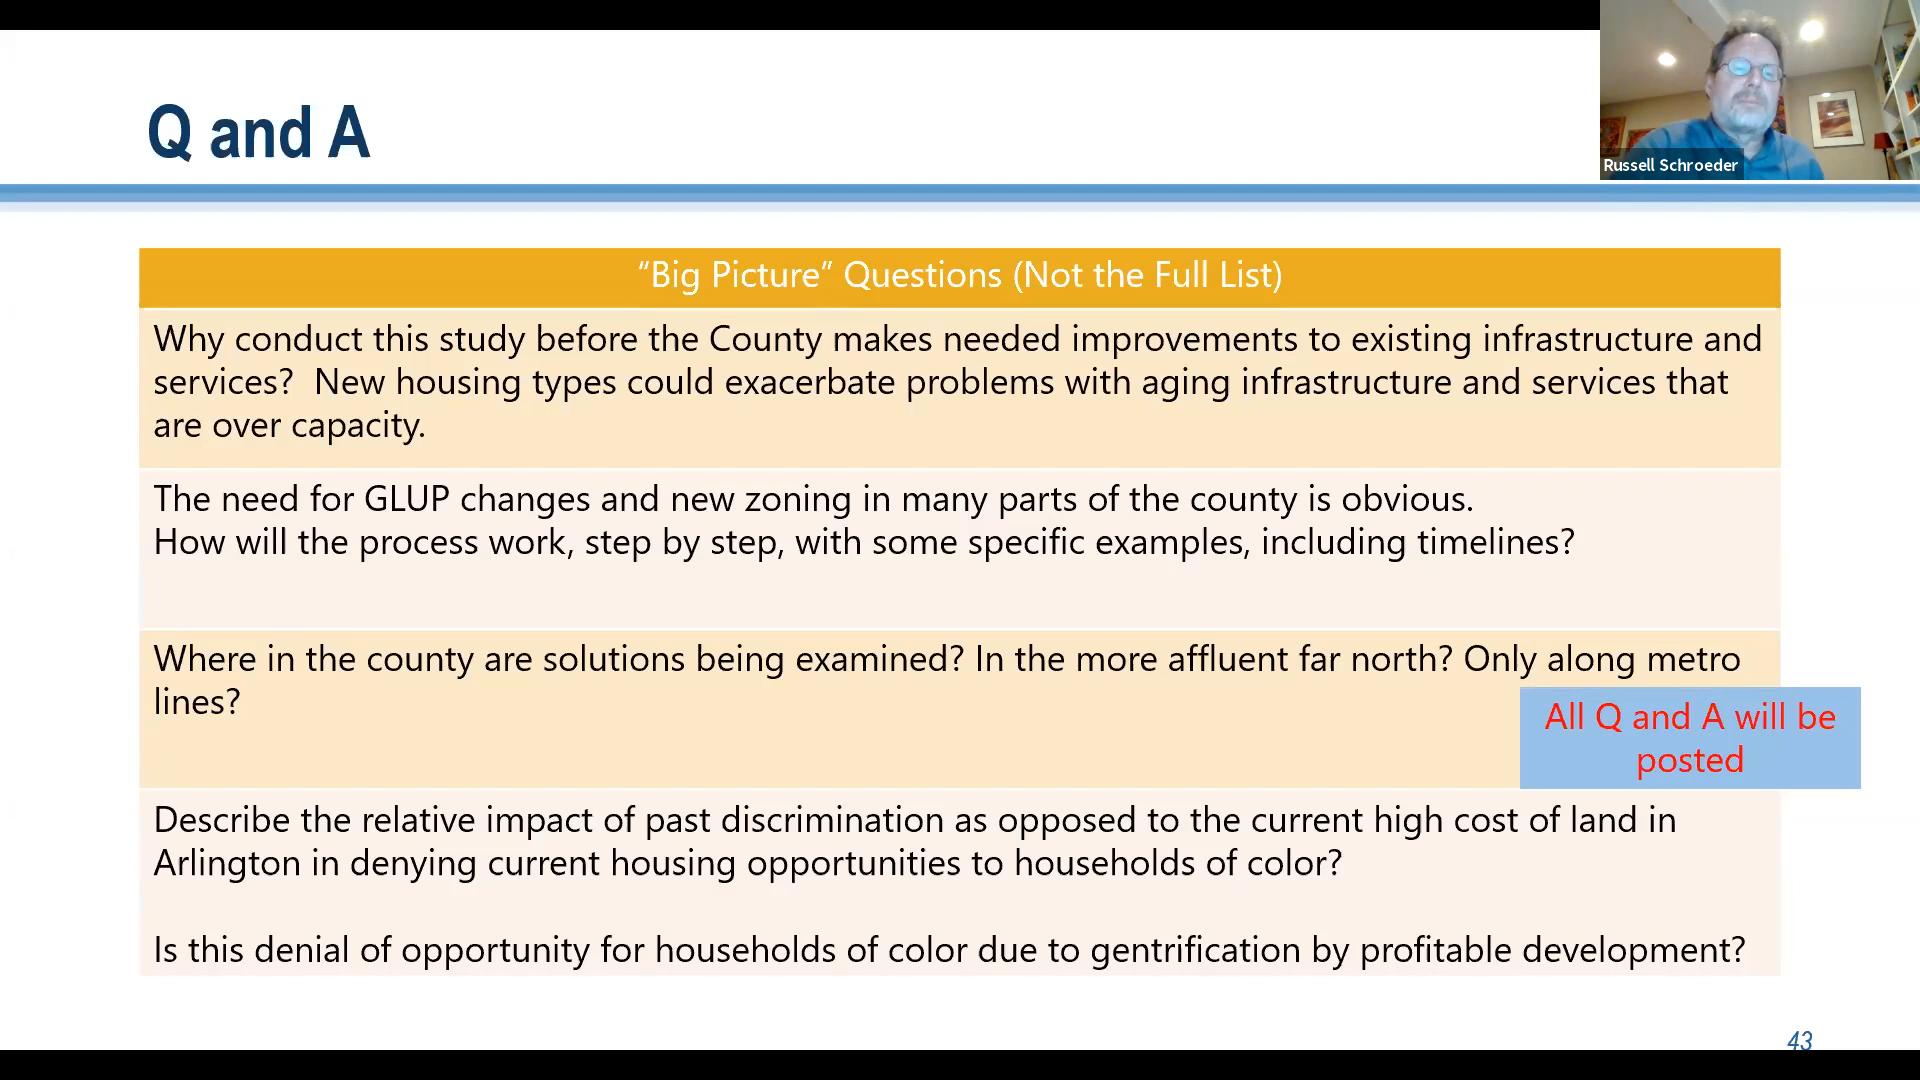 Q and A
Russell Schroeder
“Big Picture” Questions (Not the Full List)
Why conduct this study before the County makes needed improvements to existing infrastructure and
services?  New housing types could exacerbate problems with aging infrastructure and services that
are over capacity.
The need for GLUP changes and new zoning in many parts of the county is obvious.
How will the process work, step by step, with some specific examples, including timelines?
Where in the county are solutions being examined? In the more affluent far north? Only along metro
lines?
All Q and A will be
posted
Describe the relative impact of past discrimination as opposed to the current high cost of land in
Arlington in denying current housing opportunities to households of color?
Is this denial of opportunity for households of color due to gentrification by profitable development?
43